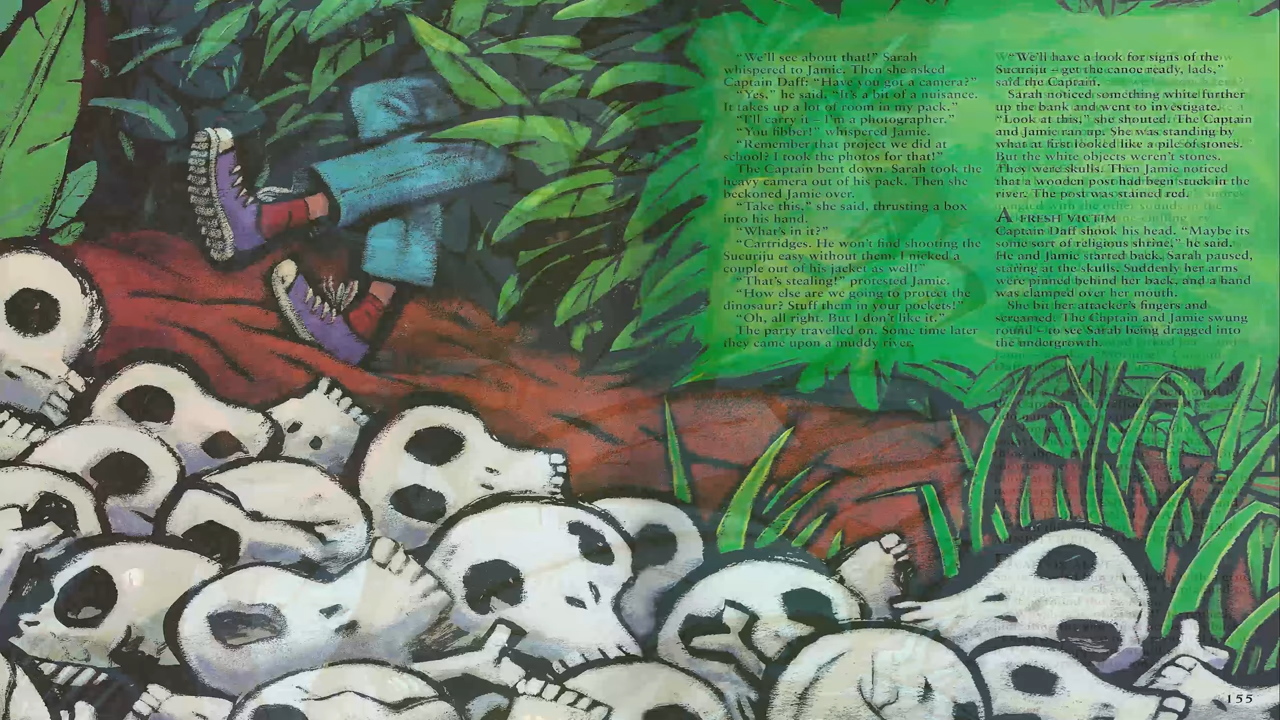 "We'll see about that!" Sarah
whispered to Jamie. Then she asked
Captain Daff: "Have you got a camera?"
"Yes," he said, "It's a bit of a nuisance.
It takes up a lot of room in my pack."
"I'll carry it – I'm a photographer."
"You fibber!" whispered Jamie.
"Remember that project we did at
school? I took the photos for that!"
The Captain bent down. Sarah took the
heavy camera out of his pack. Then she
beckoned Jamie over.
"Take this," she said, thrusting a box
into his hand.
"What's in it?"
"Cartridges. He won't find shooting the
Sucuriju easy without them. I nicked a
couple out of his jacket as well!"
"That's stealing!" protested Jamie.
"How else are we going to protect the
dinosaur? Stuff them in your pockets!"
"Oh, all right. But I don't like it."
The party travelled on. Some time later
they came upon a muddy river.
"We'll have a look for signs of the
Sucuriju – get the canoe ready, lads,"
said the Captain.
Sarah noticed something white further
up the bank and went to investigate.
"Look at this," she shouted. The Captain
and Jamie ran up. She was standing by
what at first looked like a pile of stones.
But the white objects weren't stones.
They were skulls. Then Jamie noticed
that a wooden post had been stuck in the
river. The post was stained red.
A FRESH VICTIM
Captain Daff shook his head. "Maybe its
some sort of religious shrine," he said.
He and Jamie started back. Sarah paused,
staring at the skulls. Suddenly her arms
were pinned behind her back, and a hand
was clamped over her mouth.
She bit her attacker's fingers and
screamed. The Captain and Jamie swung
round – to see Sarah being dragged into
the undergrowth.
155